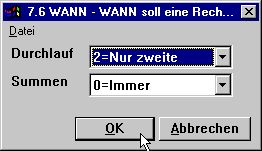 7.6 WANN - WANN soll eine Rech...
Datei
Durchlauf 2=Nur zweite
Summen 0=Immer
OK Abbrechen